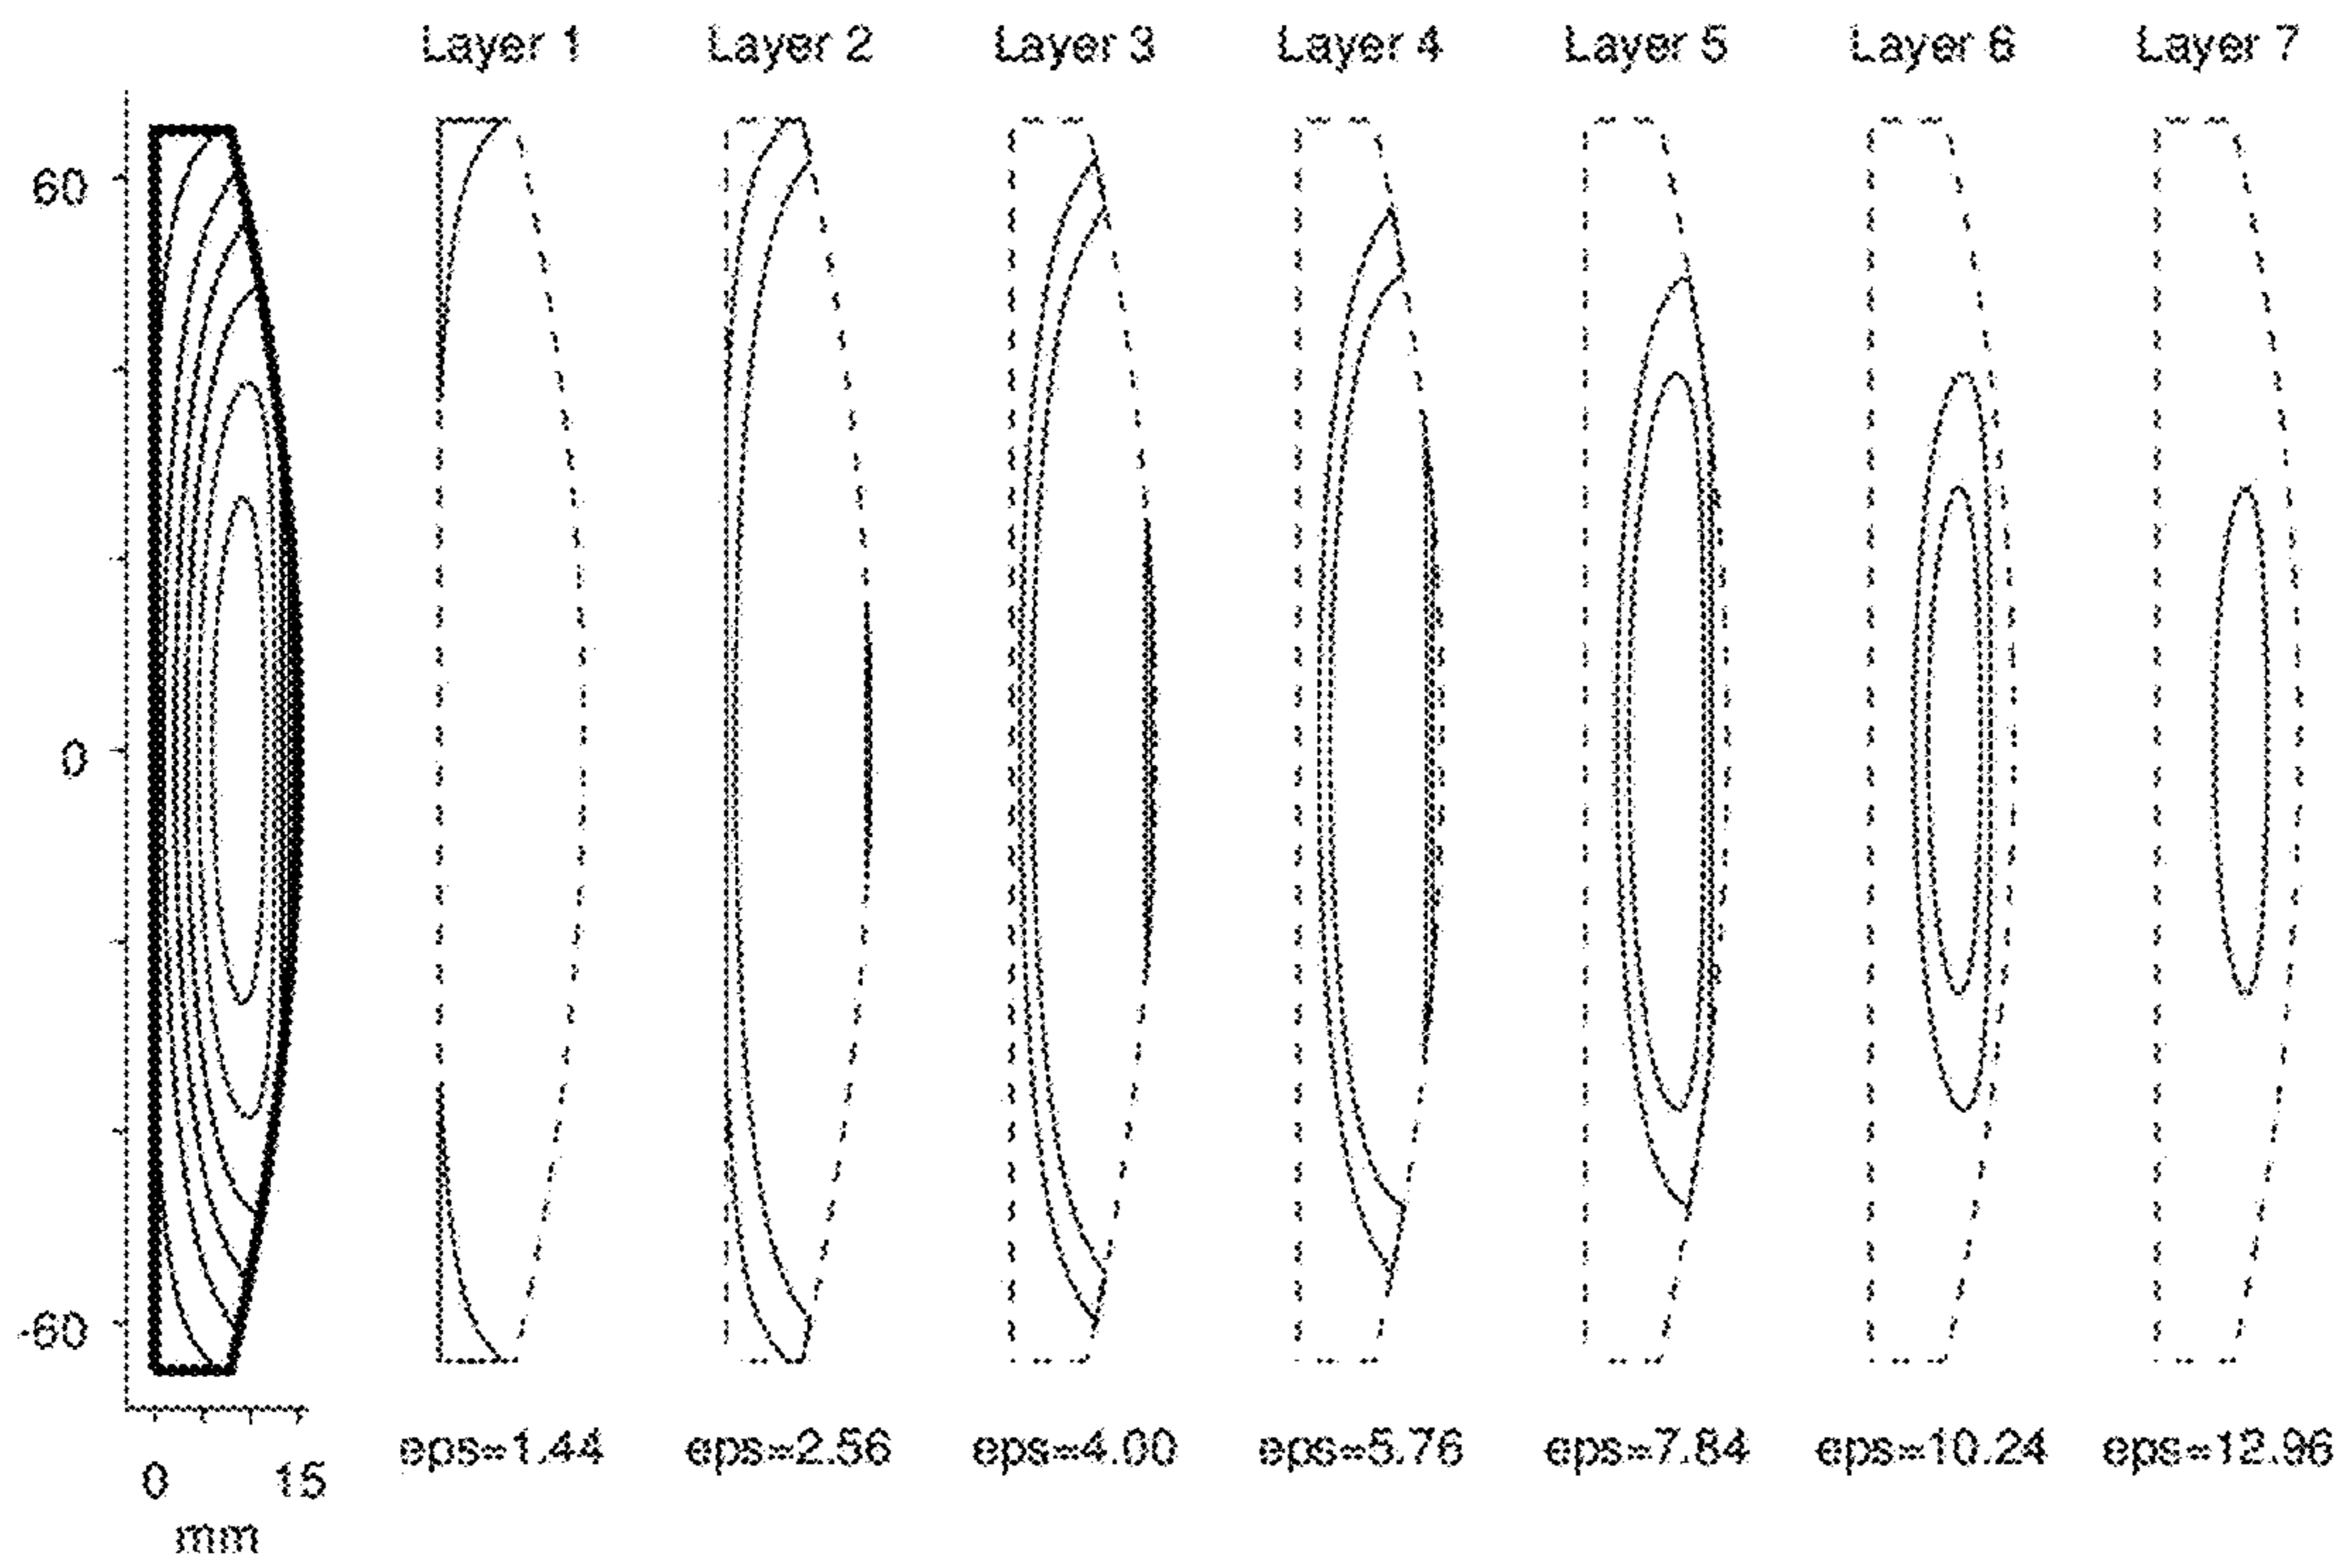 Layer 1 Layer 2 Layer 3 Layer 4 Layer 5 Layer 6 Layer 7
60
0
-60
eps=1.44 eps=2.56 eps=4.00 eps=5.76 eps=7.84 eps=10.24 eps=12.96
0 15
mm